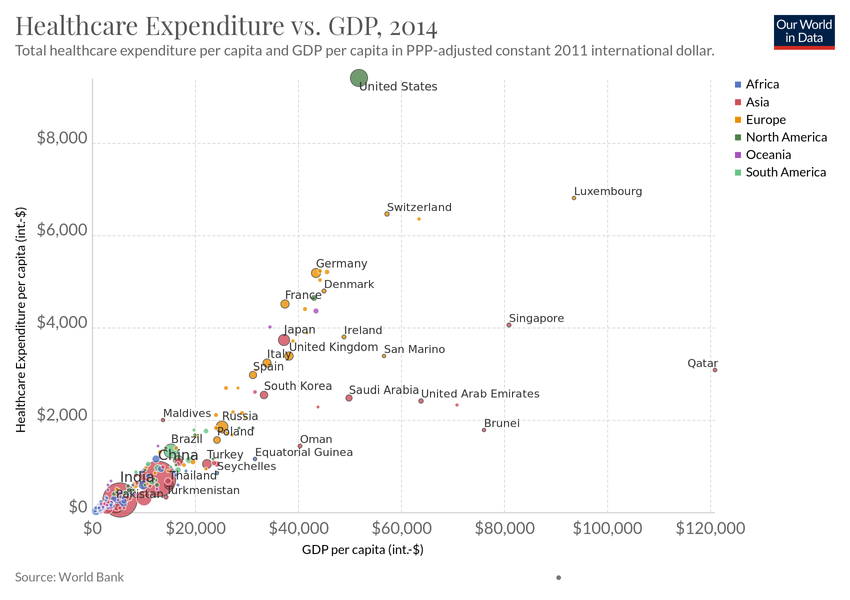 Healthcare Expenditure vs. GDP, 2014
Total healthcare expenditure per capita and GDP per capita in PPP-adjusted constant 2011 international dollar.
Our World
in Data
Africa
Asia
Europe
North America
Oceania
South America
Healthcare Expenditure per capita (int.-$)
$8,000
$6,000
$4,000
$2,000
$0
United States
Luxembourg
Switzerland
Germany
Denmark
France
Singapore
Japan
Ireland
United Kingdom
San Marino
Italy
Spain
Qatar
South Korea
Saudi Arabia
United Arab Emirates
Maldives
Russia
Brunei
Poland
Brazil
Oman
Equatorial Guinea
China
Turkey
Seychelles
India
Thailand
Pakistan
Turkmenistan
$0
$20,000
$40,000
$60,000
$80,000
$100,000
$120,000
GDP per capita (int.-$)
Source: World Bank